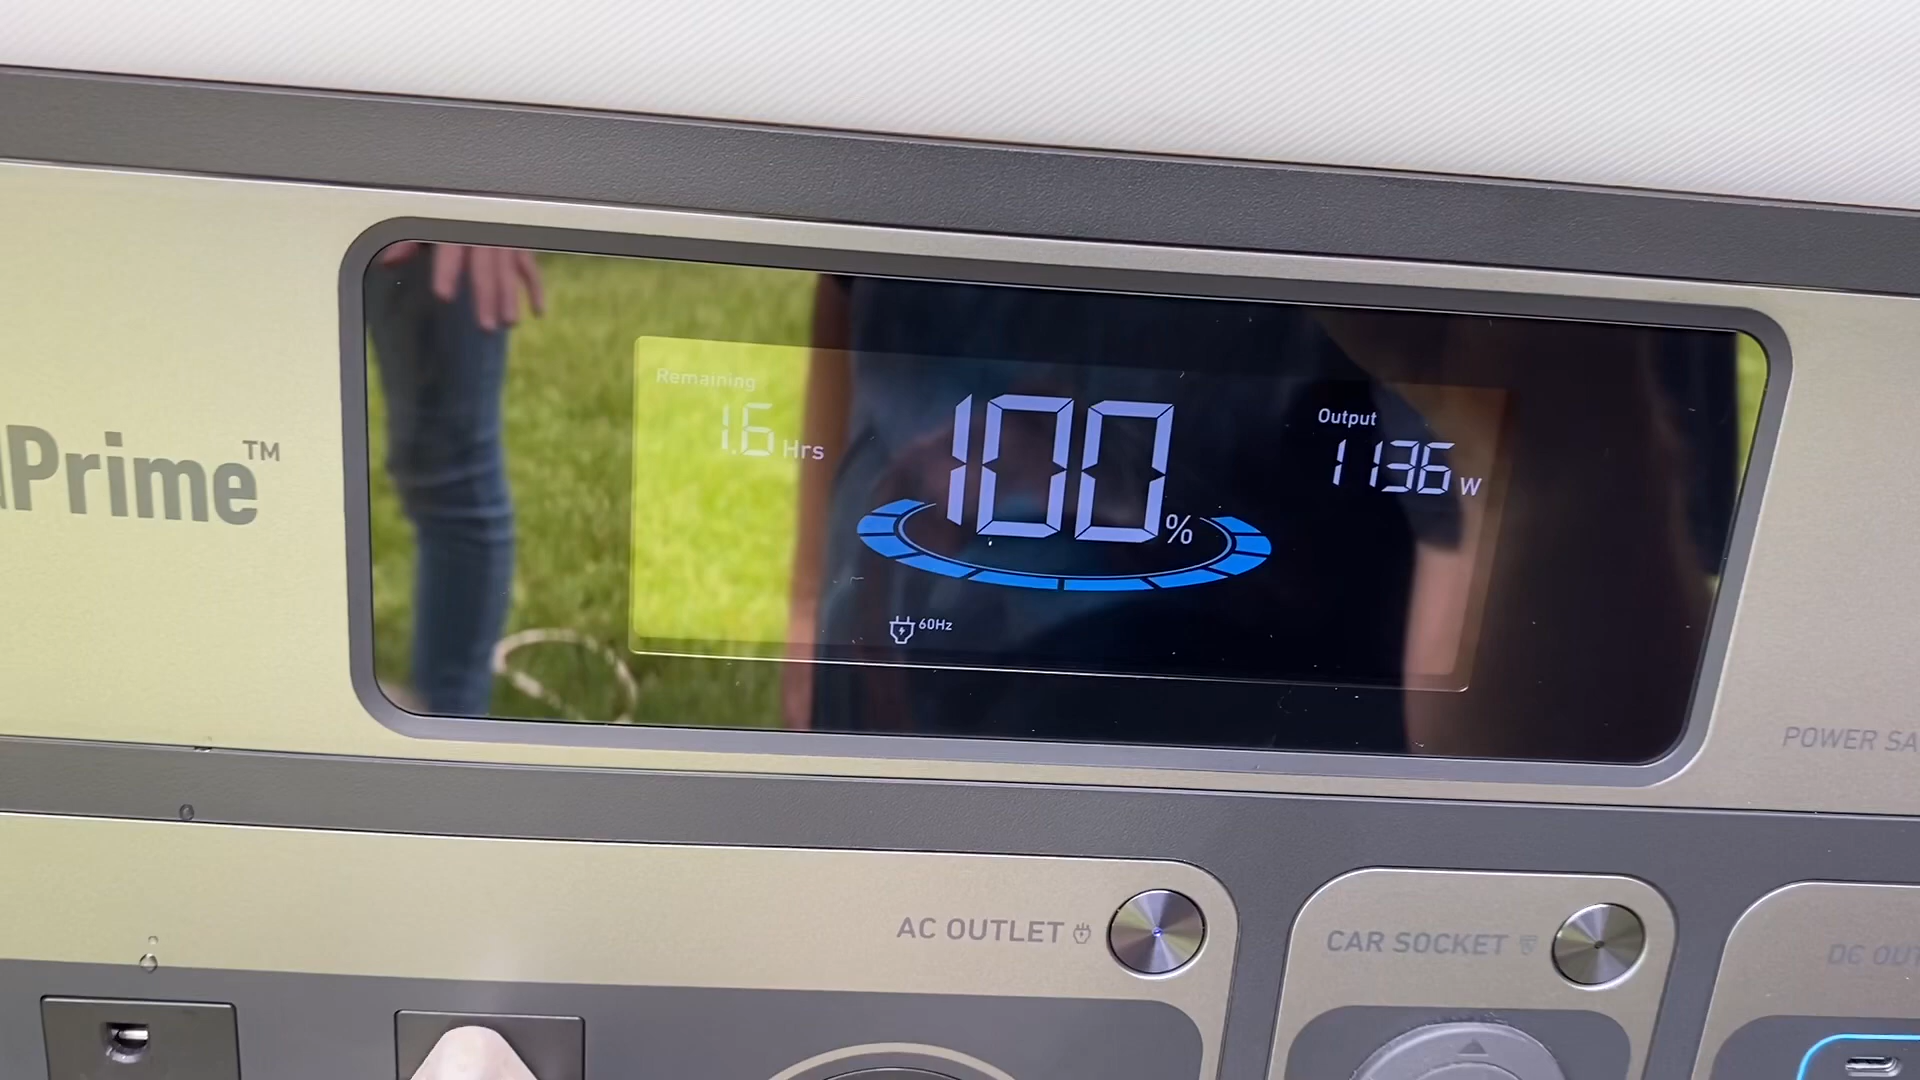 Prime™
Remaining
1.6 Hrs
100%
Output
1136 W
60Hz
POWER SA
AC OUTLET
CAR SOCKET
DC OUT